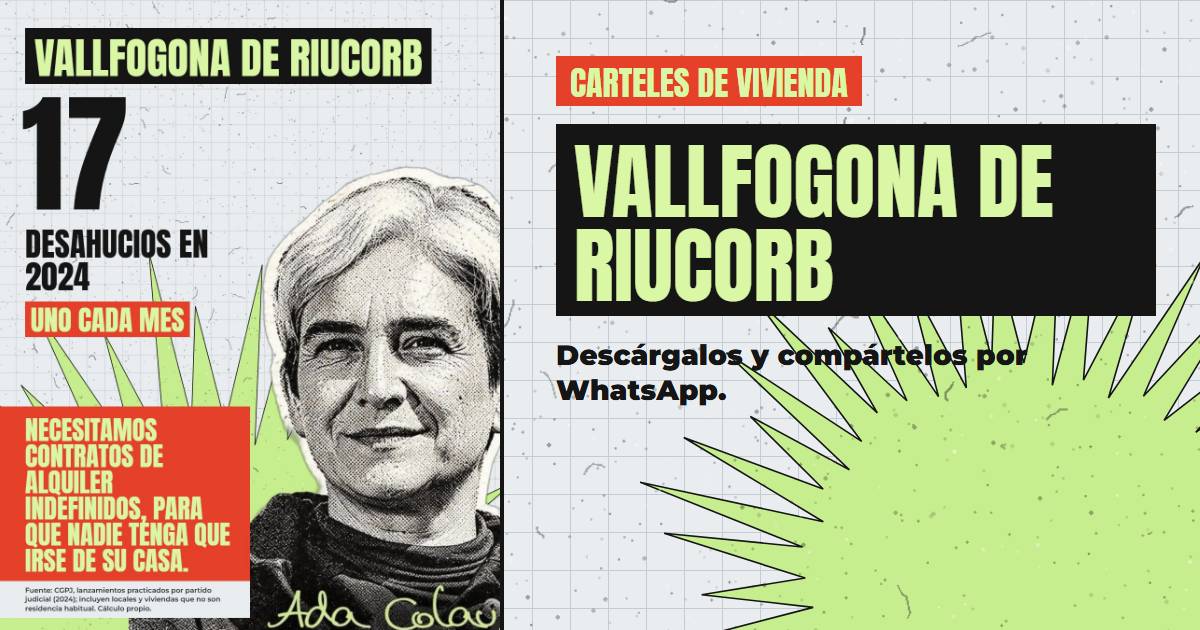 VALLFOGONA DE RIUCORB
17
DESAHUCIOS EN
2024
UNO CADA MES
NECESITAMOS
CONTRATOS DE
ALQUILER
INDEFINIDOS, PARA
QUE NADIE TENGA QUE
IRSE DE SU CASA.
Fuente: CGPJ, lanzamientos practicados por partido
judicial (2024); incluyen locales y viviendas que no son
residencia habitual. Cálculo propio.
Ada Colau
CARTELES DE VIVIENDA
VALLFOGONA DE
RIUCORB
Descárgalos y compártelos por
WhatsApp.